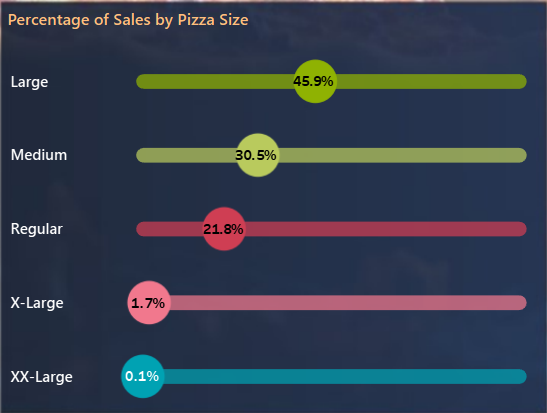 Percentage of Sales by Pizza Size
Large 45.9%
Medium 30.5%
Regular 21.8%
X-Large 1.7%
XX-Large 0.1%